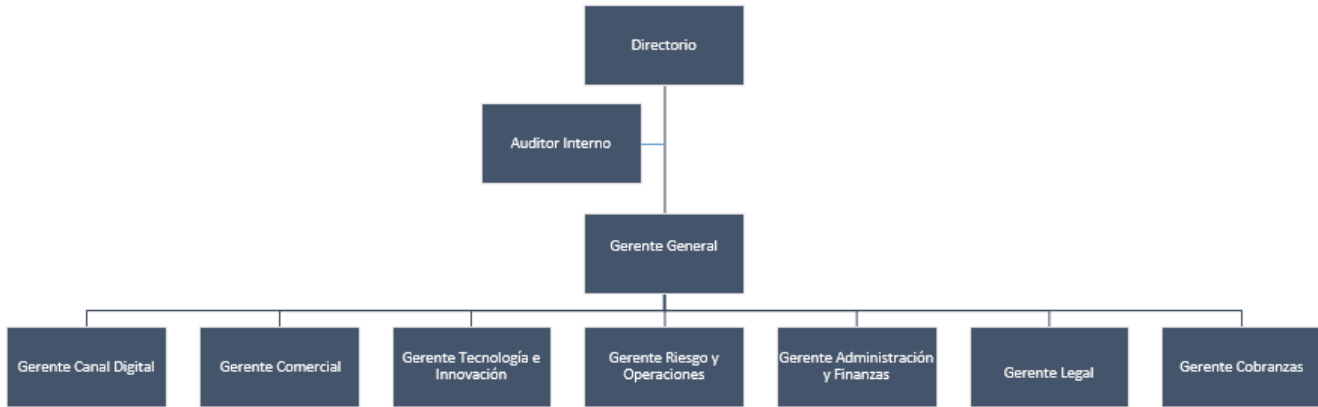 Directorio
Auditor Interno
Gerente General
Gerente Canal Digital
Gerente Comercial
Gerente Tecnología e
Innovación
Gerente Riesgo y
Operaciones
Gerente Administración
y Finanzas
Gerente Legal
Gerente Cobranzas